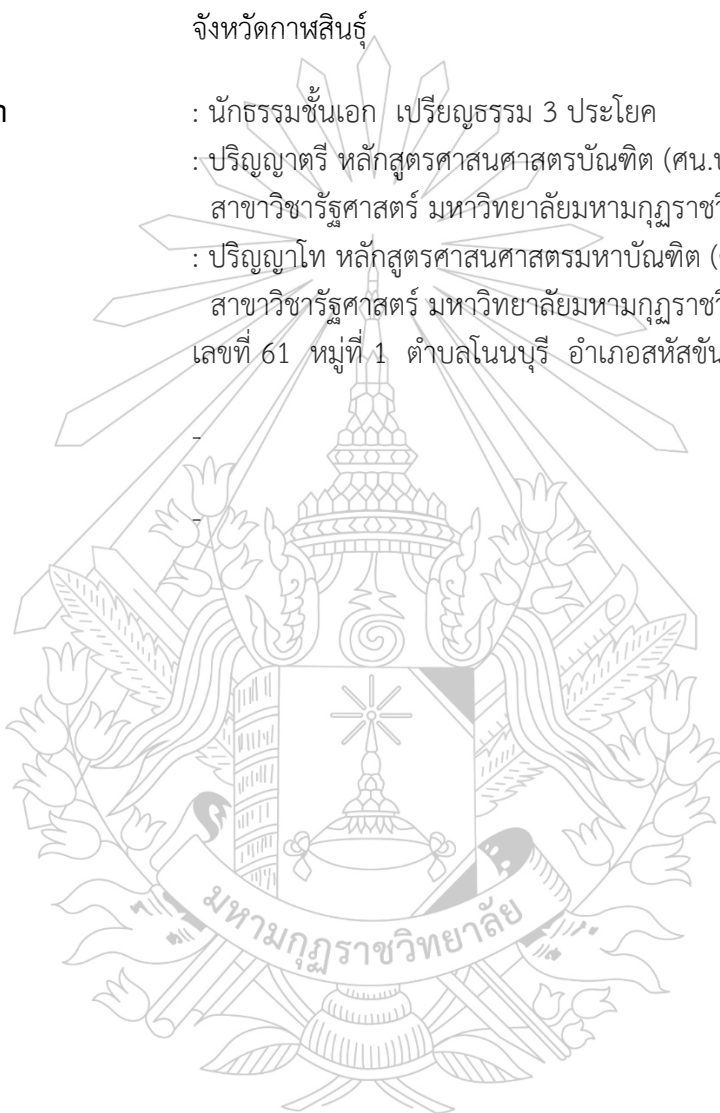 จังหวัดกาฬสินธุ์
: นักธรรมชั้นเอก เปรียญธรรม 3 ประโยค
: ปริญญาตรี หลักสูตรศาสนศาสตรบัณฑิต (ศน.บ
สาขาวิชารัฐศาสตร์ มหาวิทยาลัยมหามกุฏราชวิ
: ปริญญาโท หลักสูตรศาสนศาสตรมหาบัณฑิต (
สาขาวิชารัฐศาสตร์ มหาวิทยาลัยมหามกุฏราชวิ
เลขที่ 61 หมู่ที่ 1 ตำบลโนนบุรี อำเภอสหัสขัน
-
-
มหามกุฏราชวิทยาลัย